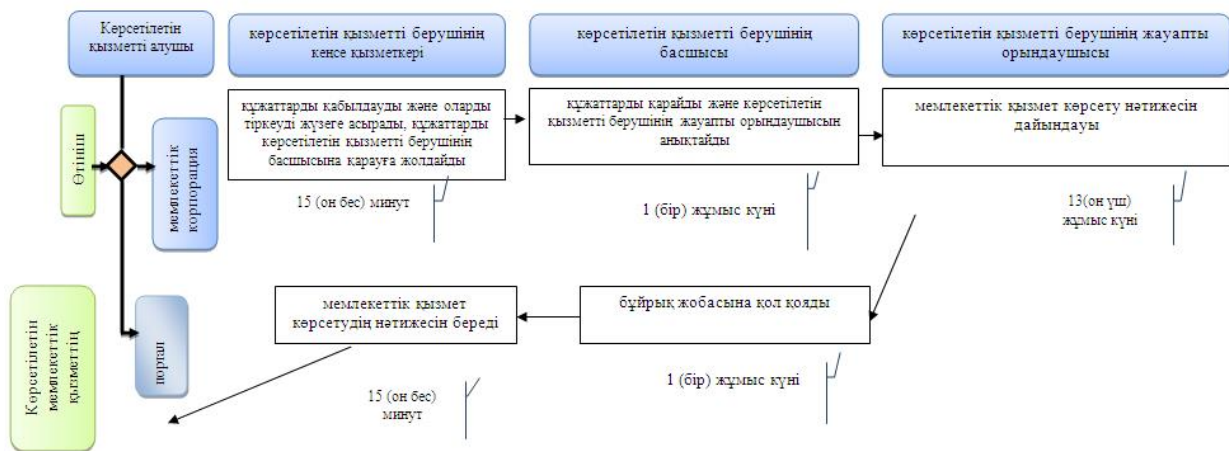 Көрсетілетін
қызметті алушы
көрсетілетін қызметті берушінің
кеңсе қызметкері
көрсетілетін қызметті берушінің
басшысы
көрсетілетін қызметті берушінің жауапты
орындаушысы
Өтініш
мемлекеттік
корпорация
құжаттарды қабылдауды және оларды
тіркеуді жүзеге асырады, құжаттарды
көрсетілетін қызметті берушінің
басшысына қарауға жолдайды
құжаттарды қарайды және көрсетілетін
қызметті берушінің жауапты орындаушысын
анықтайды
мемлекеттік қызмет көрсету нәтижесін
дайындауы
15 (он бес) минут
1 (бір) жұмыс күні
13(он үш)
жұмыс күні
Көрсетілетін
мемлекеттік
қызметтің
портал
мемлекеттік қызмет
көрсетудің нәтижесін береді
бұйрық жобасына қол қояды
15 (он бес)
минут
1 (бір) жұмыс күні